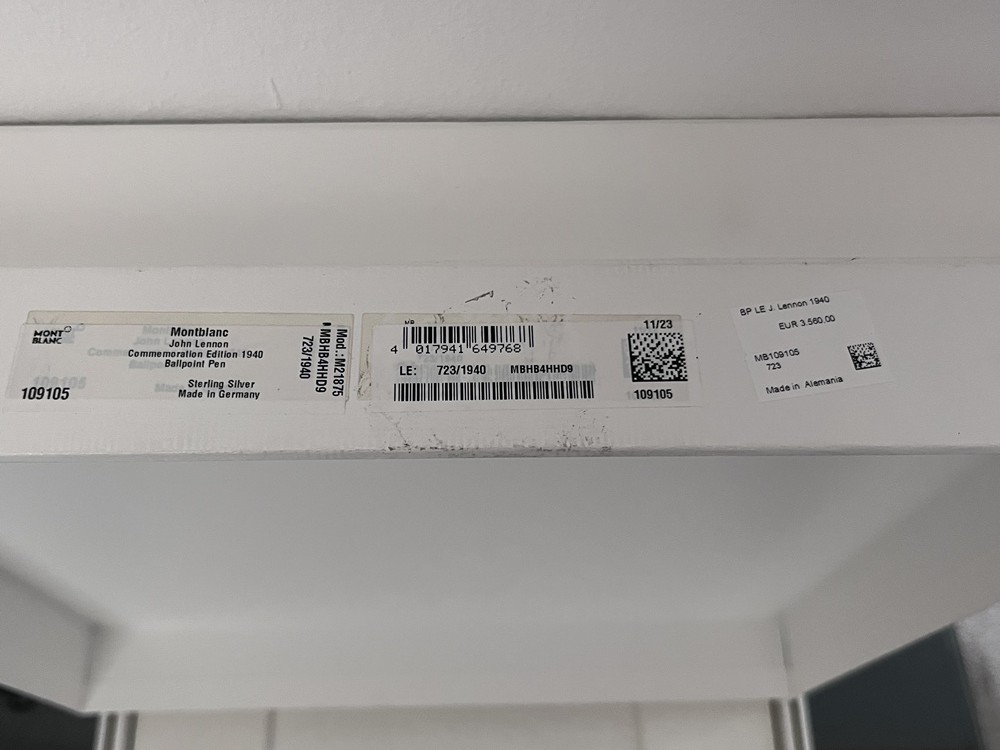 MONT
BLANC
Montblanc
John Lennon
Commemoration Edition 1940
Ballpoint Pen
Sterling Silver
Made in Germany
109105
Mod.: M21875
MBHB4HHD9
723/1940
MB
4 017941 649768
LE: 723/1940 MBHB4HHD9
11/23
109105
BP LE J. Lennon 1940
EUR 3.560,00
MB109105
723
Made in Alemania